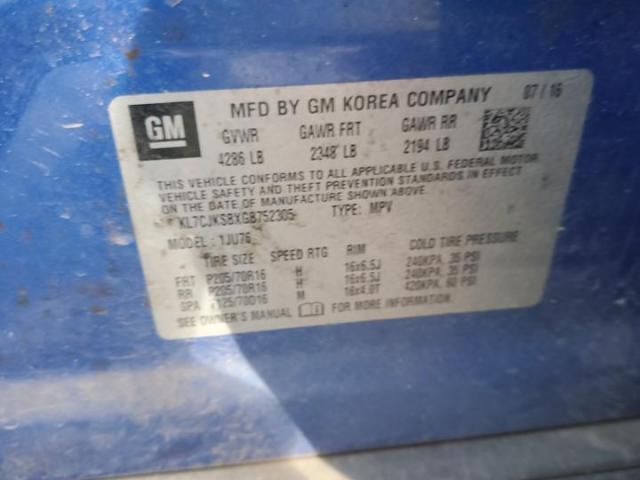 GM
MFD BY GM KOREA COMPANY 07/16
GVWR GAWR FRT GAWR RR
4286 LB 2348 LB 2194 LB
THIS VEHICLE CONFORMS TO ALL APPLICABLE U.S. FEDERAL MOTOR
VEHICLE SAFETY AND THEFT PREVENTION STANDARDS IN EFFECT
ON THE DATE OF MANUFACTURE SHOWN ABOVE.
KL7CJKSBXGB752305 TYPE: MPV
MODEL: 1JU76
TIRE SIZE SPEED RTG RIM COLD TIRE PRESSURE
FRT P205/70R16 H 16x6.5J 240KPA, 35 PSI
RR P205/70R16 H 16x6.5J 240KPA, 35 PSI
SPA T125/70D16 M 16x4.0T 420KPA, 60 PSI
SEE OWNER'S MANUAL FOR MORE INFORMATION.